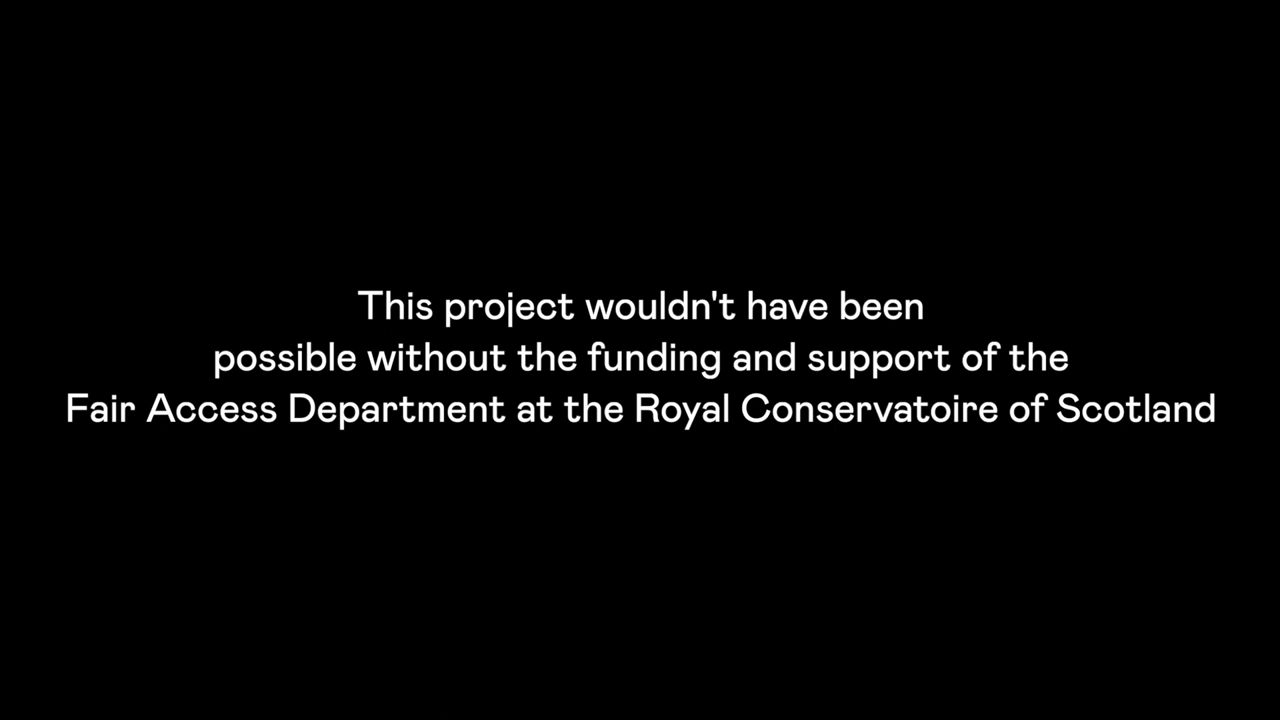 This project wouldn't have been
possible without the funding and support of the
Fair Access Department at the Royal Conservatoire of Scotland